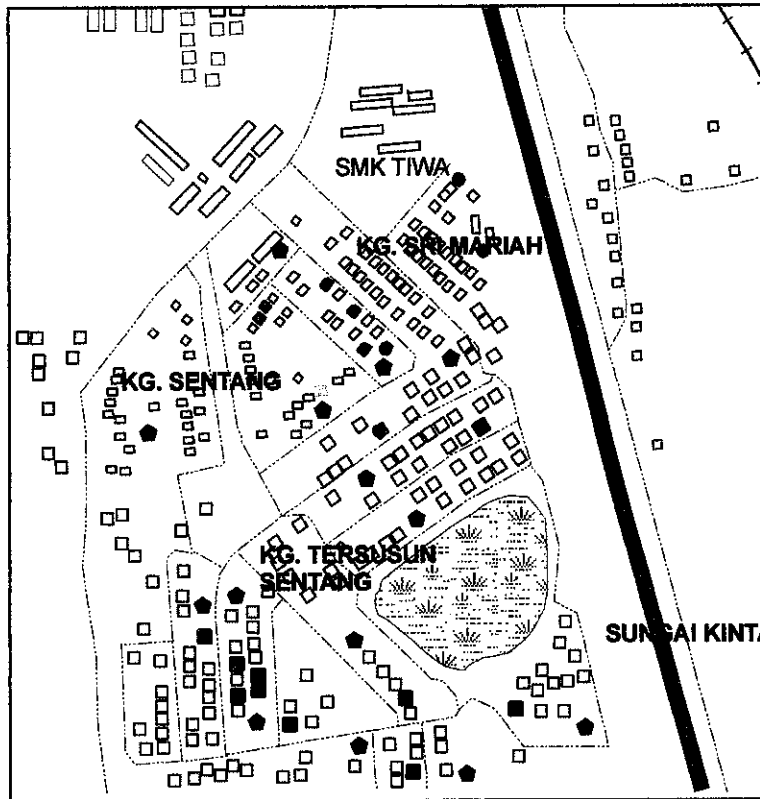 SMK TIWA
KG. SRI MARIAH
KG. SENTANG
KG. TERSUSUN
SENTANG
SUNGAI KINTA